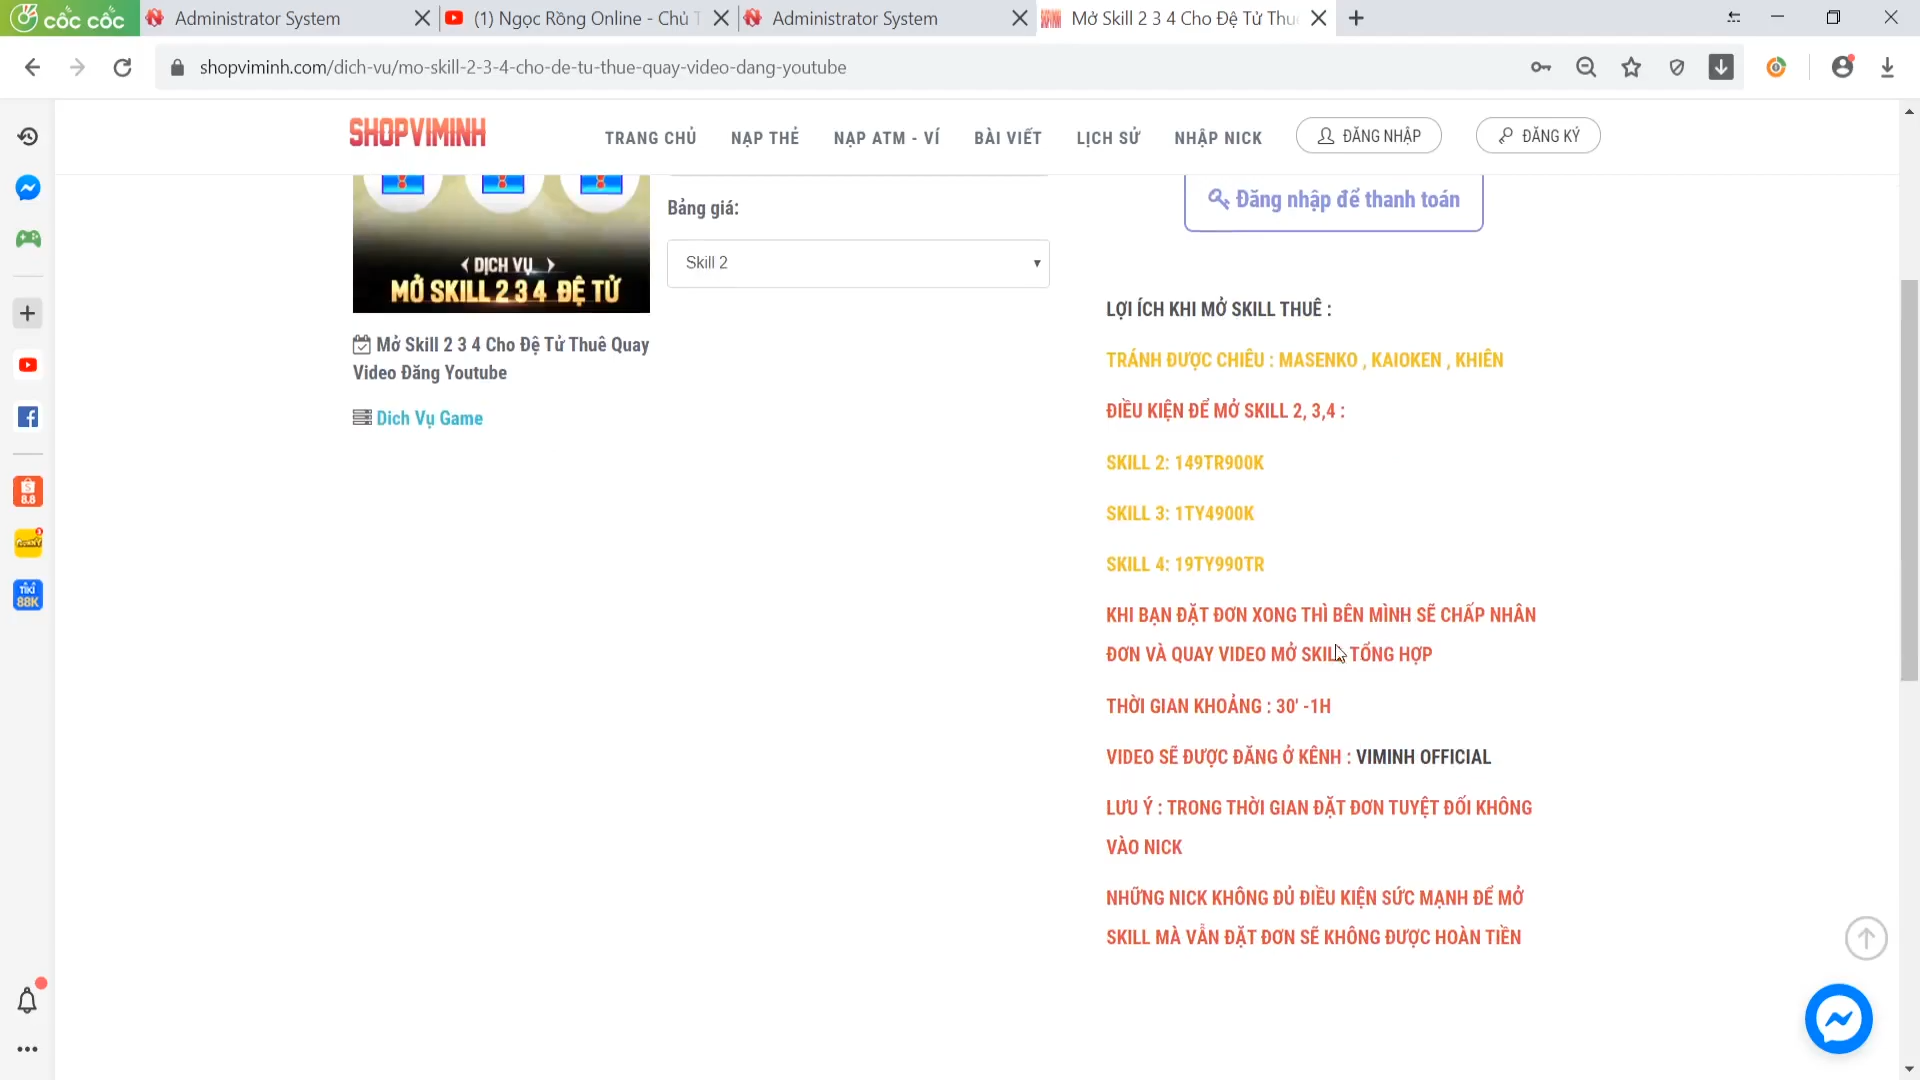 cốc cốc
Administrator System
(1) Ngọc Rồng Online - Chủ T
Administrator System
Mở Skill 2 3 4 Cho Đệ Tử Thuê
shopviminh.com/dich-vu/mo-skill-2-3-4-cho-de-tu-thue-quay-video-dang-youtube
SHOPVIMINH
TRANG CHỦ
NẠP THẺ
NẠP ATM - VÍ
BÀI VIẾT
LỊCH SỬ
NHẬP NICK
ĐĂNG NHẬP
ĐĂNG KÝ
DỊCH VỤ
MỞ SKILL 2 3 4 ĐỆ TỬ
Mở Skill 2 3 4 Cho Đệ Tử Thuê Quay
Video Đăng Youtube
Dich Vụ Game
Bảng giá:
Skill 2
Đăng nhập để thanh toán
LỢI ÍCH KHI MỞ SKILL THUÊ :
TRÁNH ĐƯỢC CHIÊU : MASENKO , KAIOKEN , KHIÊN
ĐIỀU KIỆN ĐỂ MỞ SKILL 2, 3,4 :
SKILL 2: 149TR900K
SKILL 3: 1TY4900K
SKILL 4: 19TY990TR
KHI BẠN ĐẶT ĐƠN XONG THÌ BÊN MÌNH SẼ CHẤP NHÂN
ĐƠN VÀ QUAY VIDEO MỞ SKILL TỔNG HỢP
THỜI GIAN KHOẢNG : 30' -1H
VIDEO SẼ ĐƯỢC ĐĂNG Ở KÊNH : VIMINH OFFICIAL
LƯU Ý : TRONG THỜI GIAN ĐẶT ĐƠN TUYỆT ĐỐI KHÔNG
VÀO NICK
NHỮNG NICK KHÔNG ĐỦ ĐIỀU KIỆN SỨC MẠNH ĐỂ MỞ
SKILL MÀ VẪN ĐẶT ĐƠN SẼ KHÔNG ĐƯỢC HOÀN TIỀN
8.8
TIKI
88K